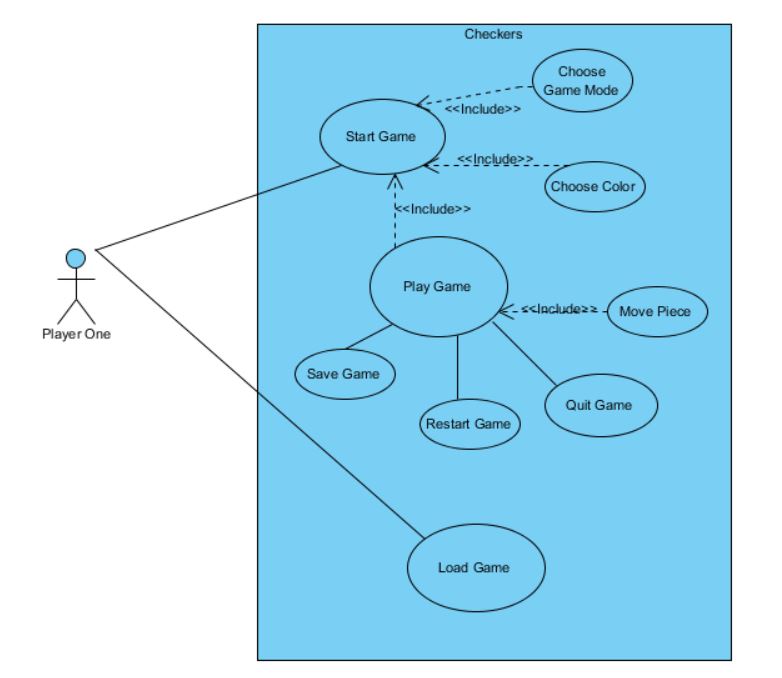 Checkers
Choose
Game Mode
<<Include>>
Start Game
<<Include>>
Choose Color
<<Include>>
Play Game
<<Include>>
Move Piece
Player One
Save Game
Quit Game
Restart Game
Load Game